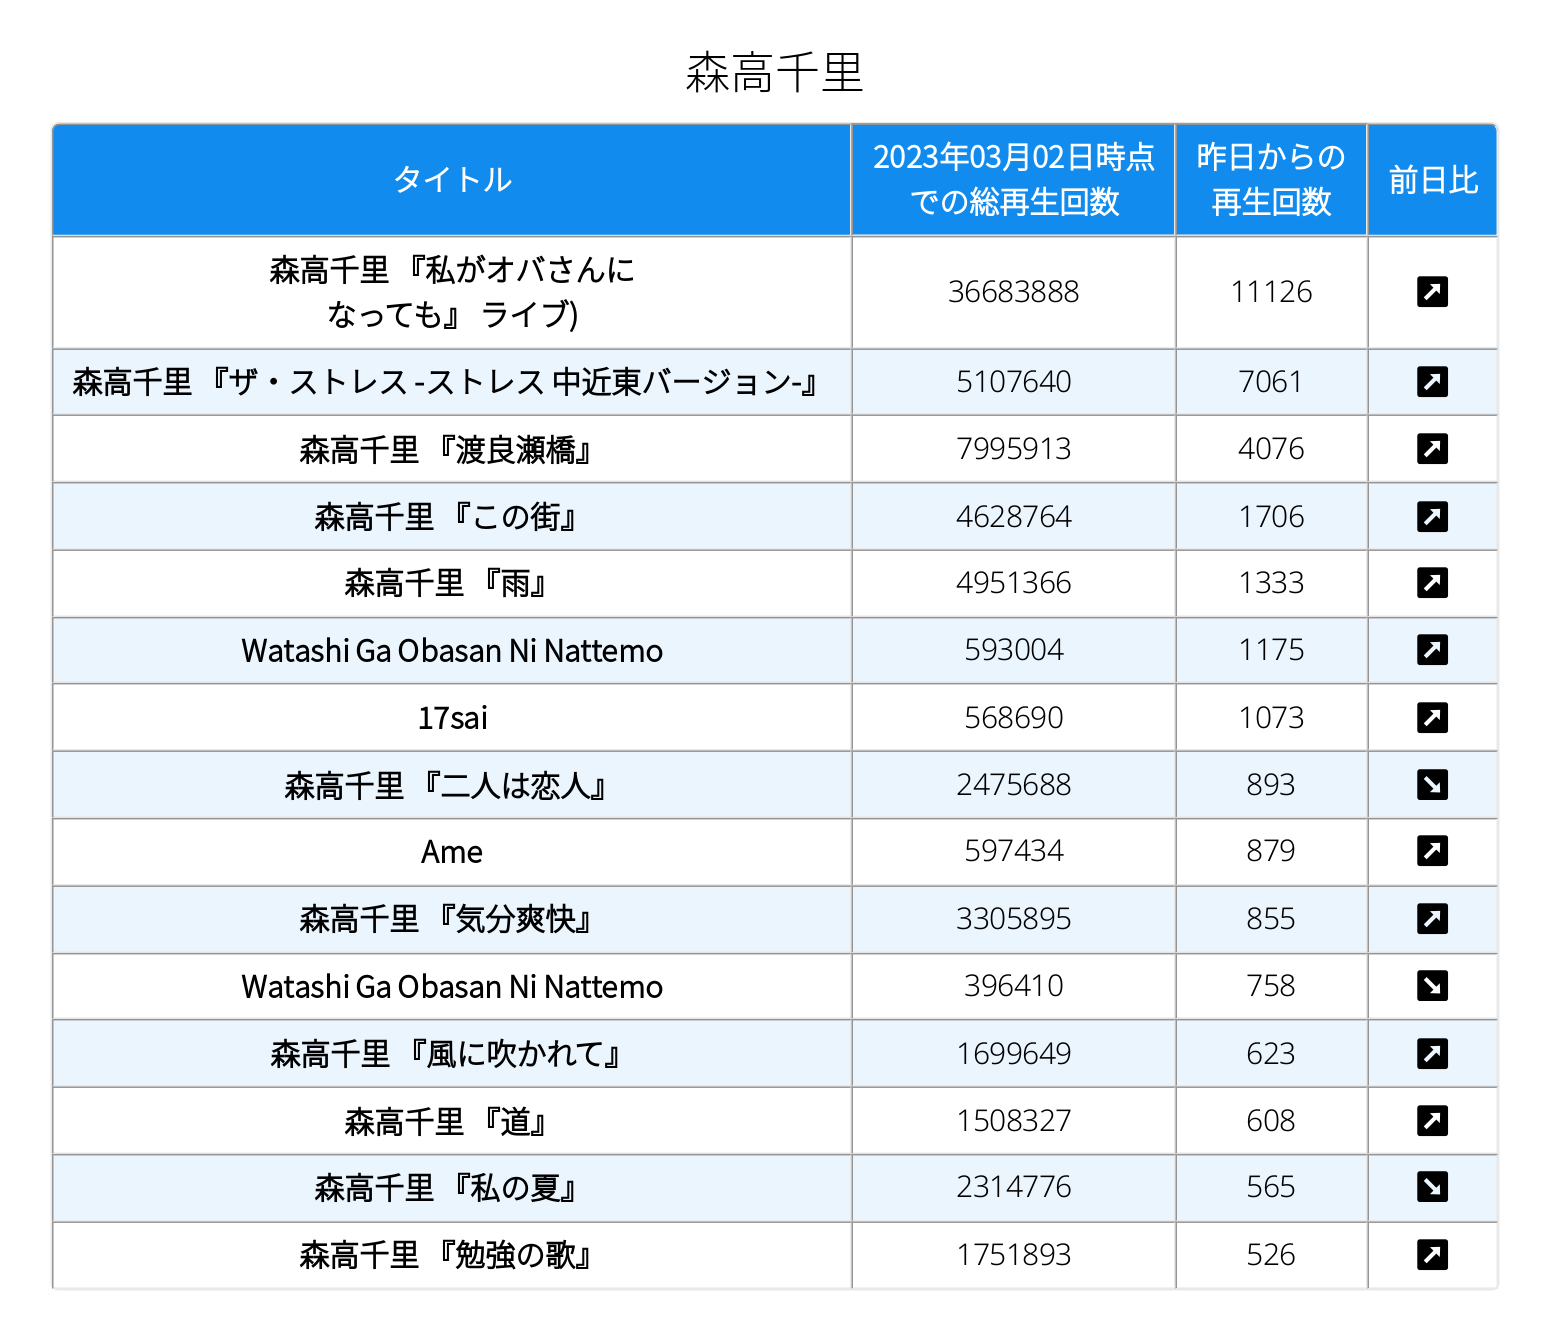 森高千里
タイトル
2023年03月02日時点
での総再生回数
昨日からの
再生回数
前日比
森高千里 『私がオバさんに
なっても』 ライブ)
36683888
11126
森高千里 『ザ・ストレス -ストレス 中近東バージョン-』
5107640
7061
森高千里 『渡良瀬橋』
7995913
4076
森高千里 『この街』
4628764
1706
森高千里 『雨』
4951366
1333
Watashi Ga Obasan Ni Nattemo
593004
1175
17sai
568690
1073
森高千里 『二人は恋人』
2475688
893
Ame
597434
879
森高千里 『気分爽快』
3305895
855
Watashi Ga Obasan Ni Nattemo
396410
758
森高千里 『風に吹かれて』
1699649
623
森高千里 『道』
1508327
608
森高千里 『私の夏』
2314776
565
森高千里 『勉強の歌』
1751893
526